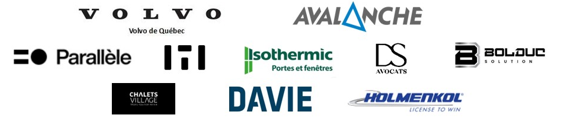 VOLVO
Volvo de Québec
AVALANCHE
Parallèle
Isothermic
Portes et fenêtres
DS
AVOCATS
BOLDUC
SOLUTION
CHALETS
VILLAGE
DAVIE
HOLMENKOL
LICENSE TO WIN